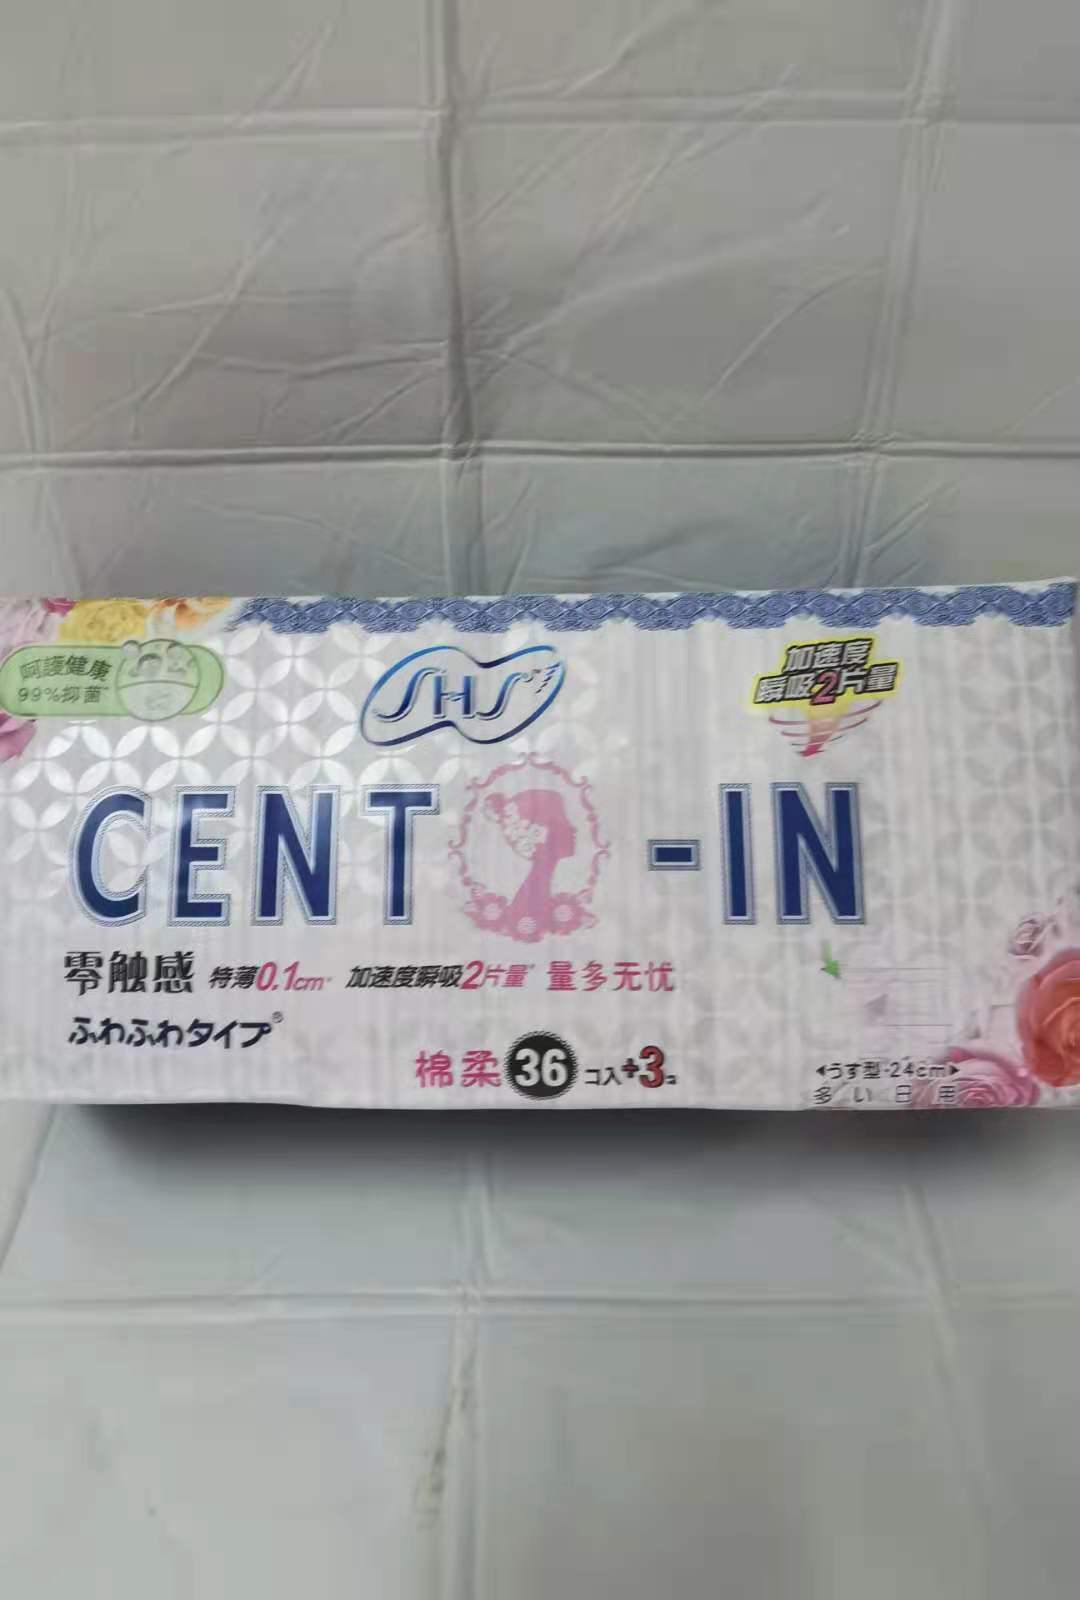 呵護健康
99%抑菌
SHS
加速度
瞬吸2片量
CENT -IN
零触感 特薄0.1cm* 加速度瞬吸2片量* 量多无忧
ふわふわタイプ®
棉柔 36 コ入+3コ
◀うす型·24cm▶
多い日用